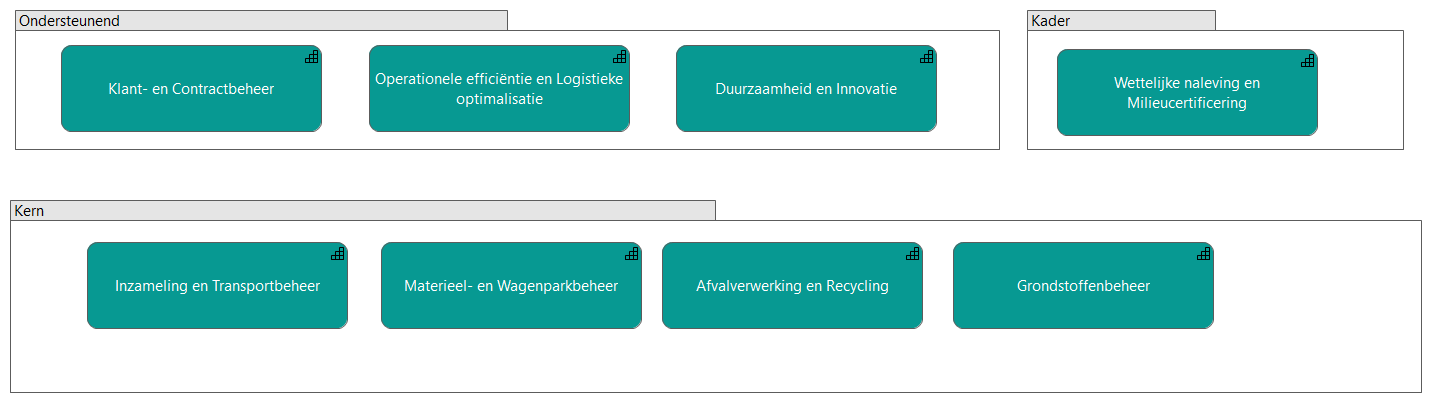 Ondersteunend
Klant- en Contractbeheer
Operationele efficiëntie en Logistieke
optimalisatie
Duurzaamheid en Innovatie
Kader
Wettelijke naleving en
Milieucertificering
Kern
Inzameling en Transportbeheer
Materieel- en Wagenparkbeheer
Afvalverwerking en Recycling
Grondstoffenbeheer